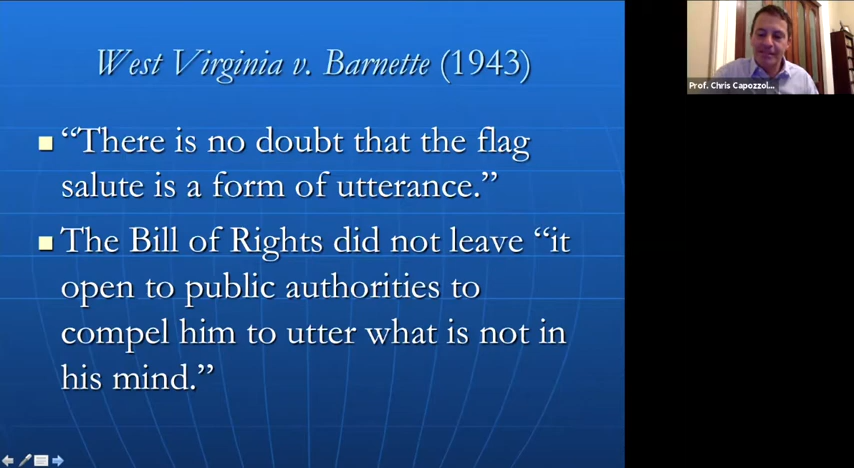 West Virginia v. Barnette (1943)
“There is no doubt that the flag
salute is a form of utterance.”
The Bill of Rights did not leave “it
open to public authorities to
compel him to utter what is not in
his mind.”
Prof. Chris Capozzol...